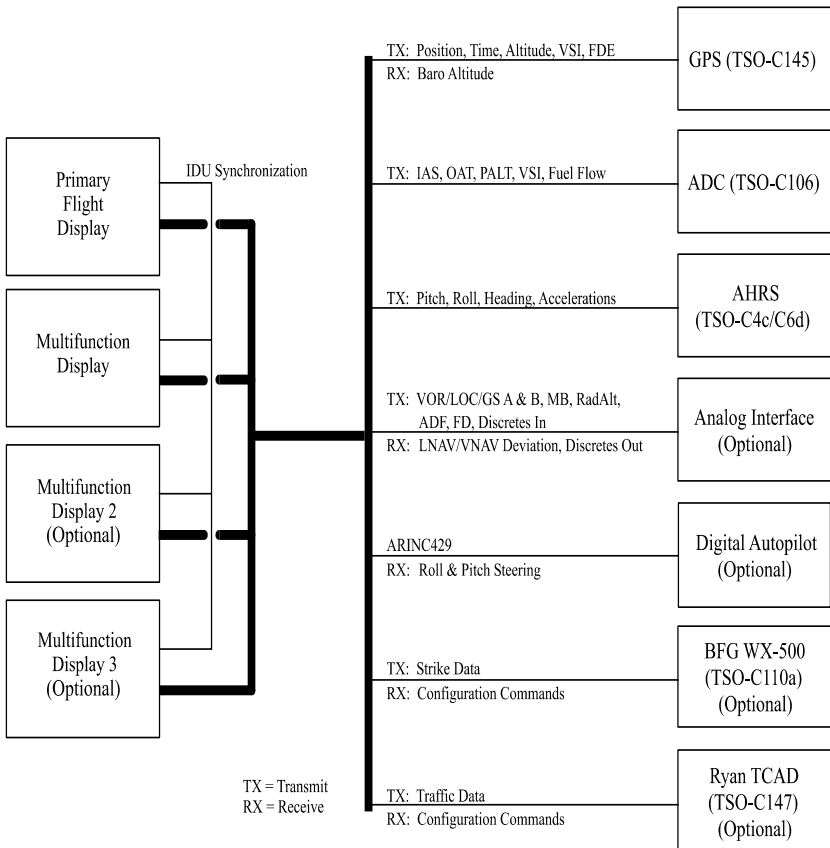 Primary
Flight
Display
IDU Synchronization
Multifunction
Display
Multifunction
Display 2
(Optional)
Multifunction
Display 3
(Optional)
TX = Transmit
RX = Receive
TX: Position, Time, Altitude, VSI, FDE
RX: Baro Altitude
GPS (TSO-C145)
TX: IAS, OAT, PALT, VSI, Fuel Flow
ADC (TSO-C106)
TX: Pitch, Roll, Heading, Accelerations
AHRS
(TSO-C4c/C6d)
TX: VOR/LOC/GS A & B, MB, RadAlt,
ADF, FD, Discretes In
RX: LNAV/VNAV Deviation, Discretes Out
Analog Interface
(Optional)
ARINC429
RX: Roll & Pitch Steering
Digital Autopilot
(Optional)
TX: Strike Data
RX: Configuration Commands
BFG WX-500
(TSO-C110a)
(Optional)
TX: Traffic Data
RX: Configuration Commands
Ryan TCAD
(TSO-C147)
(Optional)